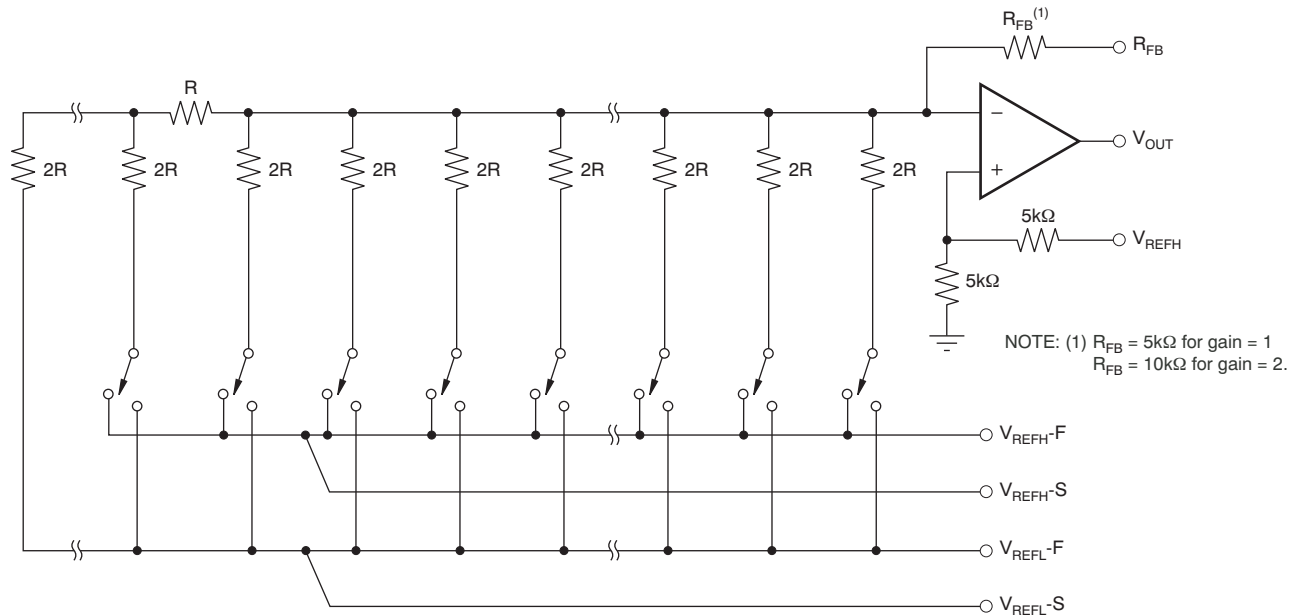 R_FB^(1)
R_FB
R
2R 2R 2R 2R 2R 2R 2R 2R 2R
−
+
V_OUT
5kΩ
V_REFH
5kΩ
NOTE: (1) R_FB = 5kΩ for gain = 1
R_FB = 10kΩ for gain = 2.
V_REFH-F
V_REFH-S
V_REFL-F
V_REFL-S